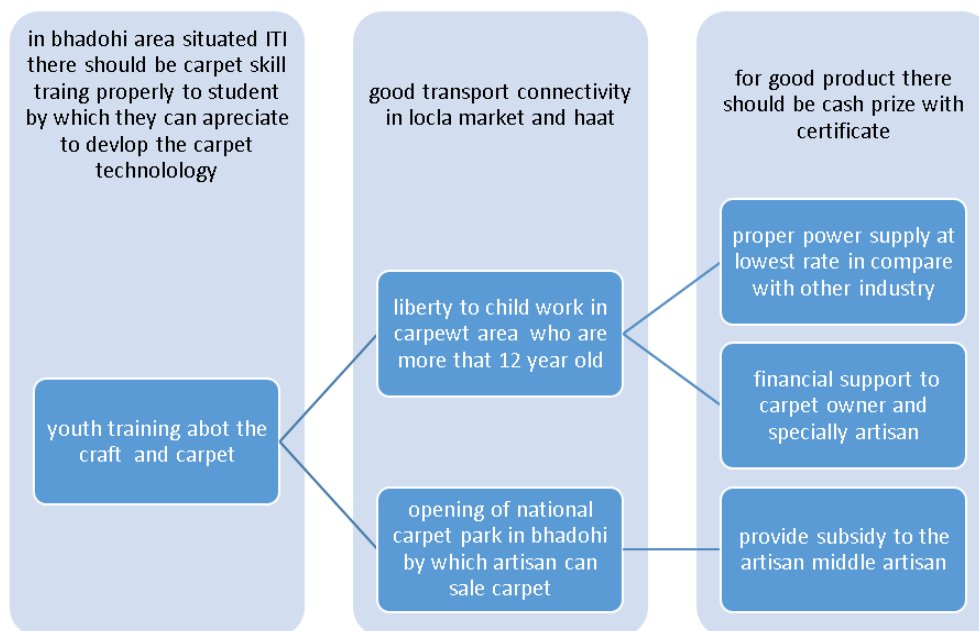 in bhadohi area situated ITI
there should be carpet skill
traing properly to student
by which they can apreciate
to devlop the carpet
technolology
good transport connectivity
in locla market and haat
for good product there
should be cash prize with
certificate
youth training abot the
craft and carpet
liberty to child work in
carpewt area who are
more that 12 year old
opening of national
carpet park in bhadohi
by which artisan can
sale carpet
proper power supply at
lowest rate in compare
with other industry
financial support to
carpet owner and
specially artisan
provide subsidy to the
artisan middle artisan